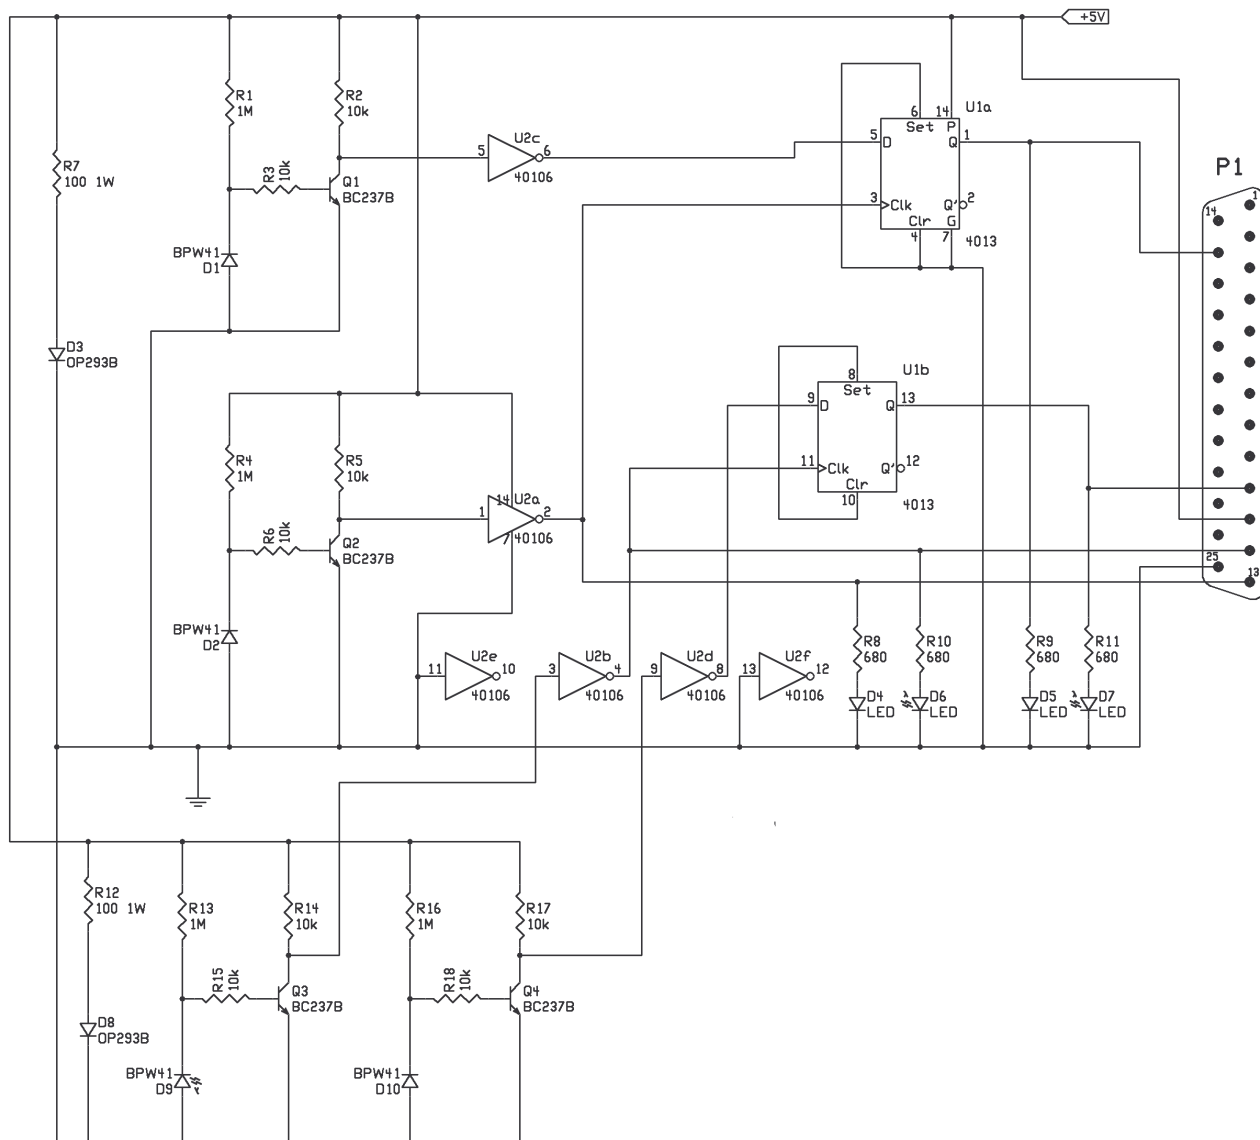 +5V
R1
1M
R2
10k
R7
100 1W
R3
10k
Q1
BC237B
BPW41
D1
D3
OP293B
5
U2c
6
40106
6
14
U1a
Set
P
5
D
Q
1
3
Clk
Q'
2
Clr
G
4
7
4013
P1
1
14
25
13
8
U1b
Set
9
D
Q
13
11
Clk
Q'
12
Clr
10
4013
R4
1M
R5
10k
R6
10k
Q2
BC237B
BPW41
D2
14
U2a
1
2
7
40106
11
U2e
10
40106
3
U2b
4
40106
9
U2d
8
40106
13
U2f
12
40106
R8
680
R10
680
R9
680
R11
680
D4
LED
D6
LED
D5
LED
D7
LED
R12
100 1W
R13
1M
R14
10k
R16
1M
R17
10k
R15
10k
Q3
BC237B
R18
10k
Q4
BC237B
D8
OP293B
BPW41
D9
BPW41
D10